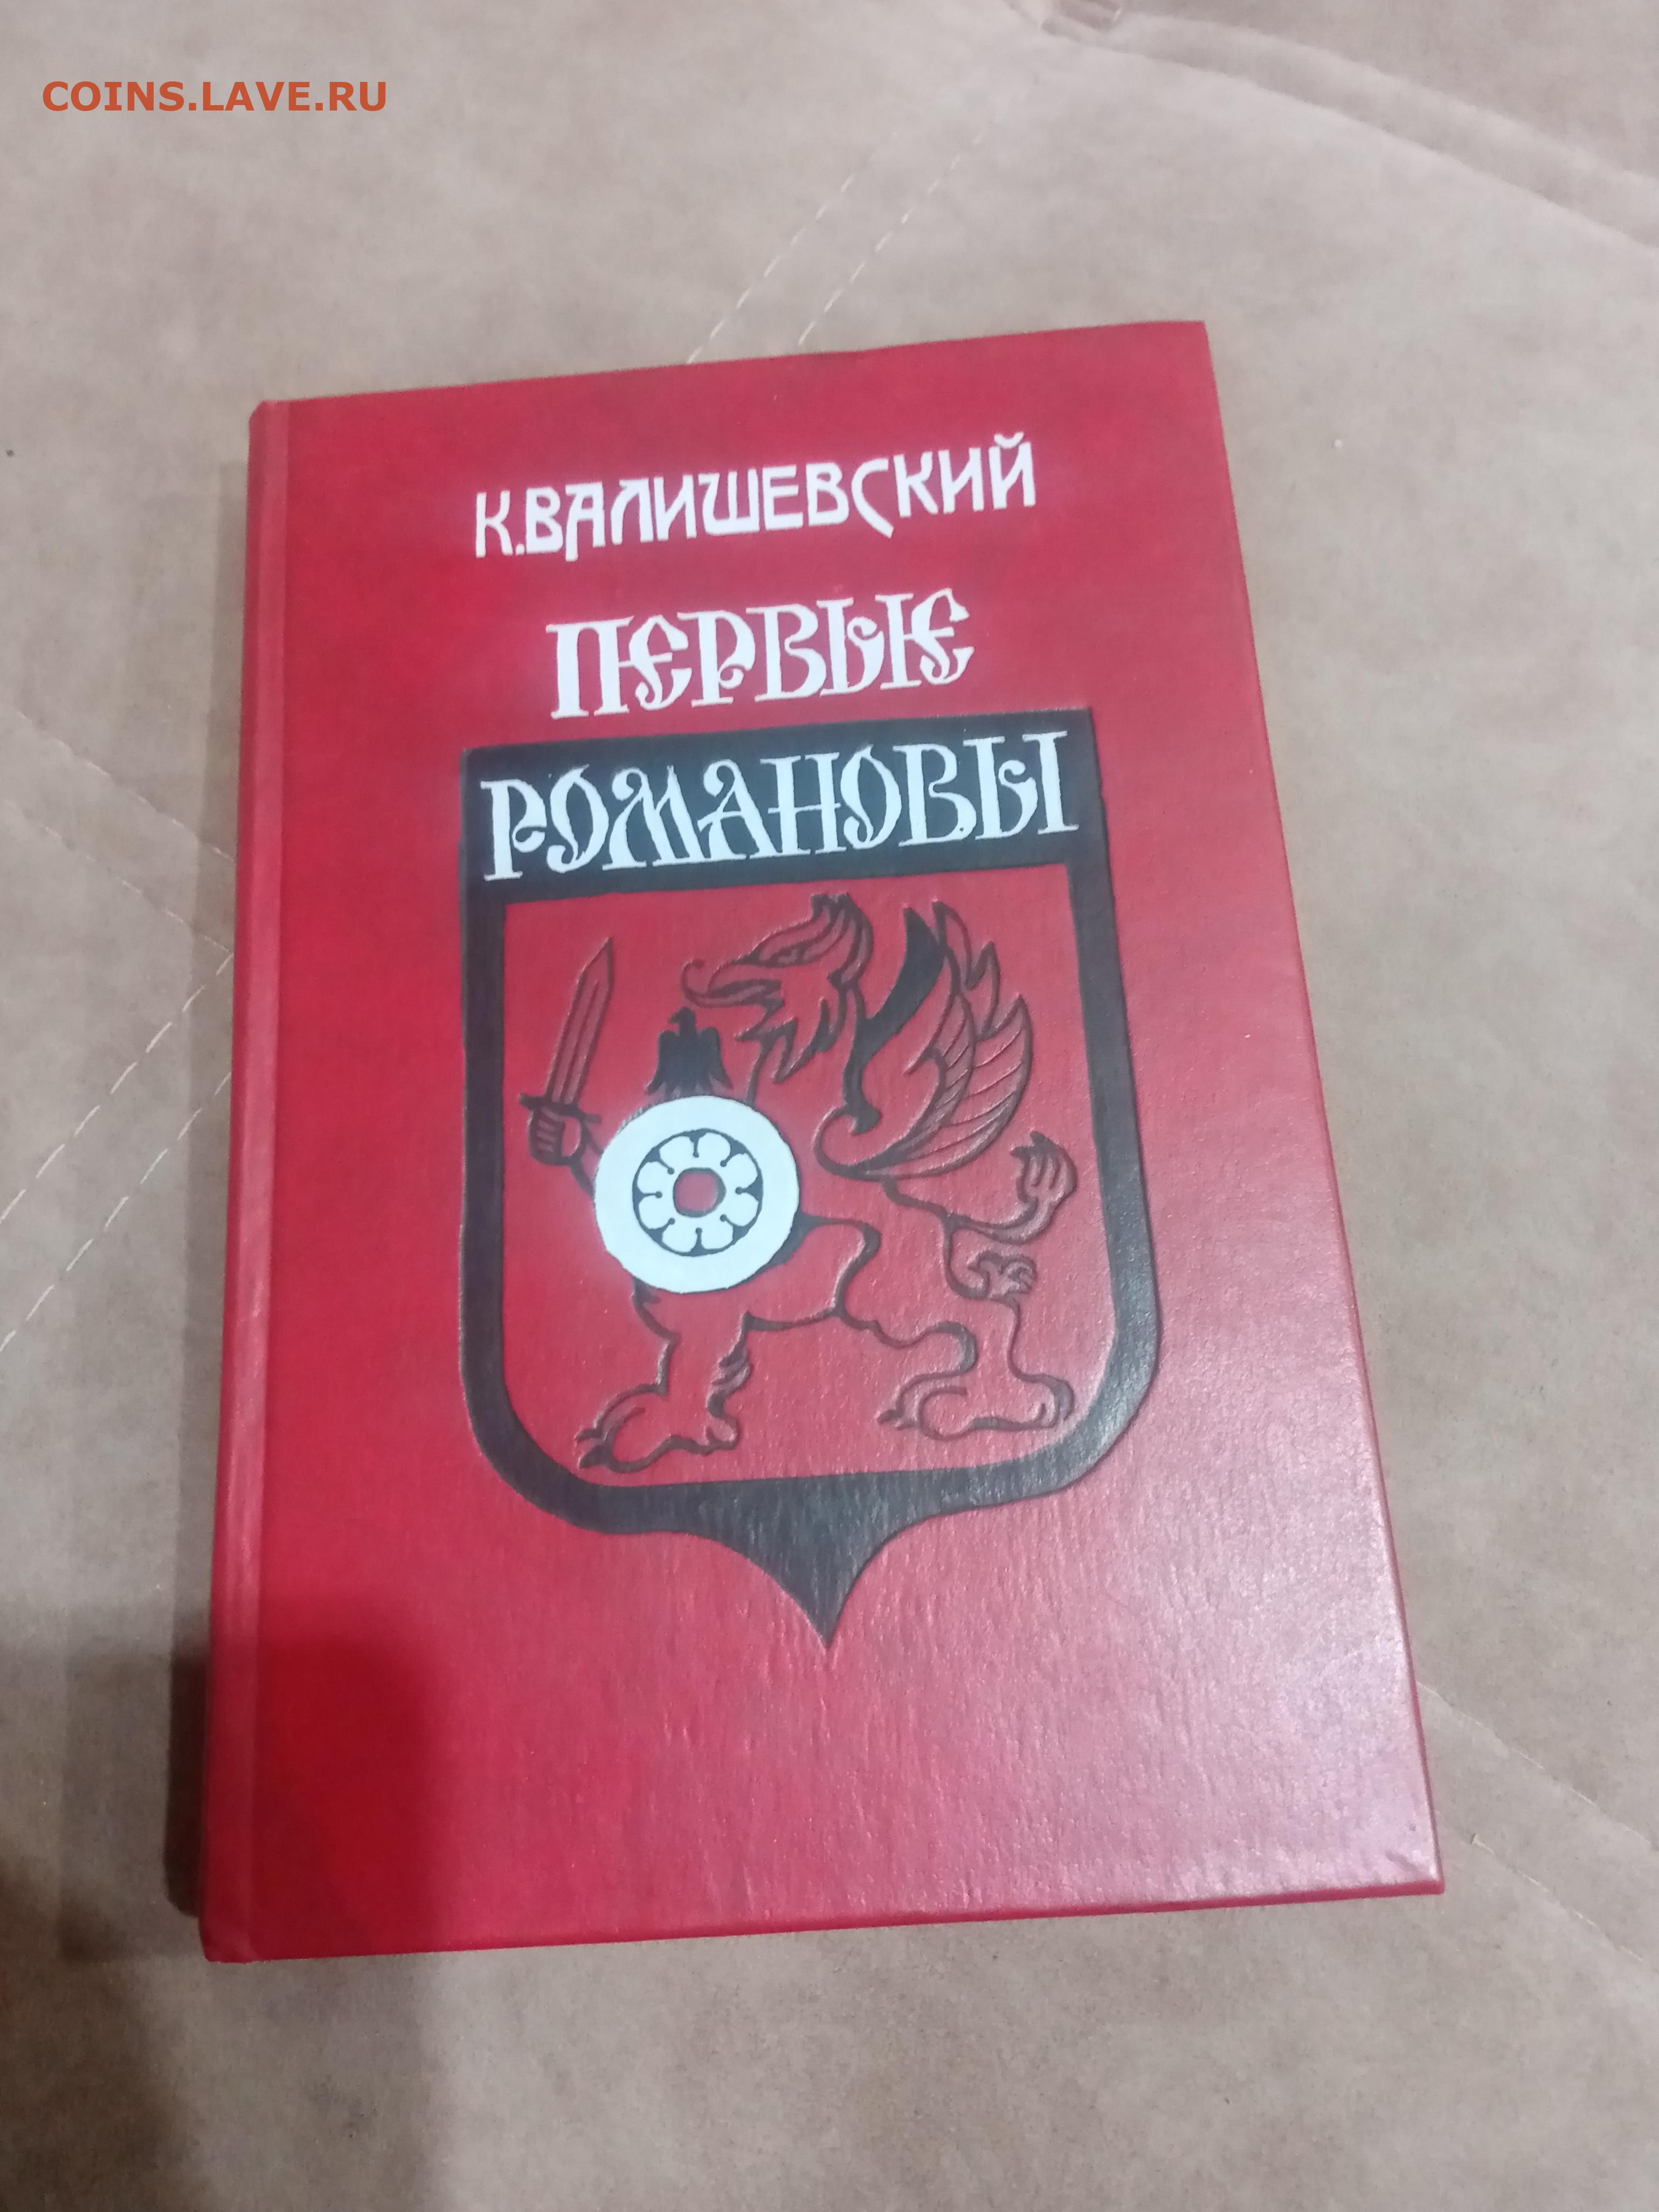 COINS.LAVE.RU
К.ВАЛИШЕВСКИЙ
ПЕРВЫЕ
РОМАНОВЫ